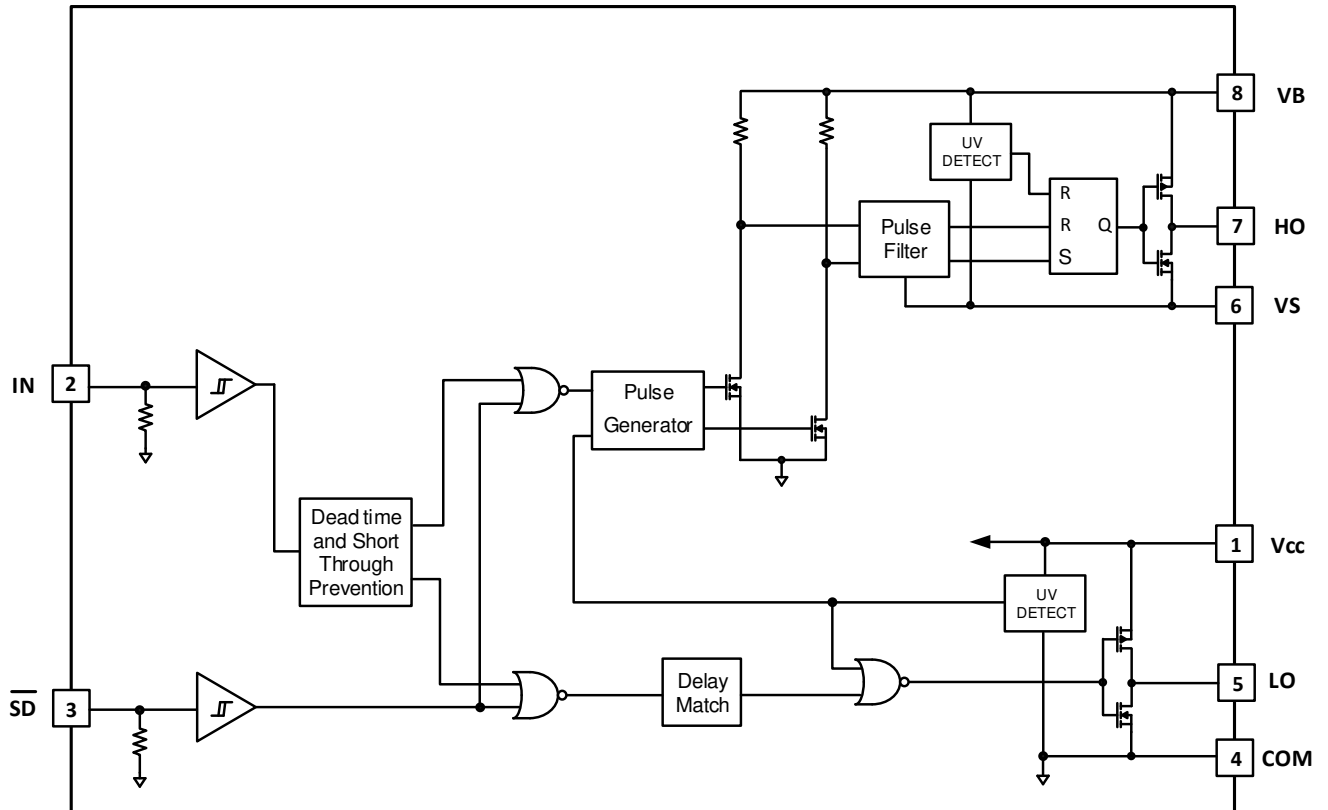 8 VB
UV
DETECT
R
R Q
S
Pulse
Filter
7 HO
6 VS
IN 2
Pulse
Generator
Dead time
and Short
Through
Prevention
1 Vcc
UV
DETECT
SD 3
Delay
Match
5 LO
4 COM